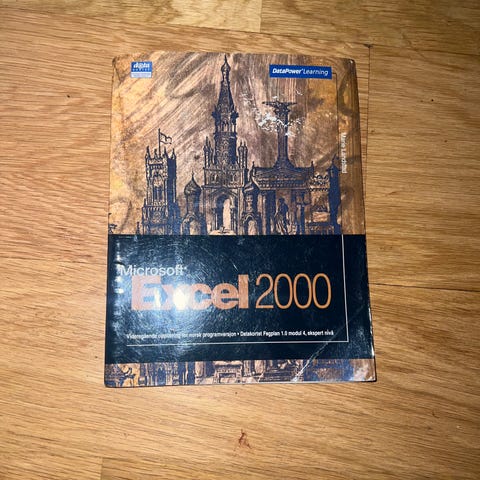 DataPower Learning
Microsoft®
Excel 2000
Videregående opplæring for norsk programversjon • Datakortet Fagplan 1.0 modul 4, ekspert nivå